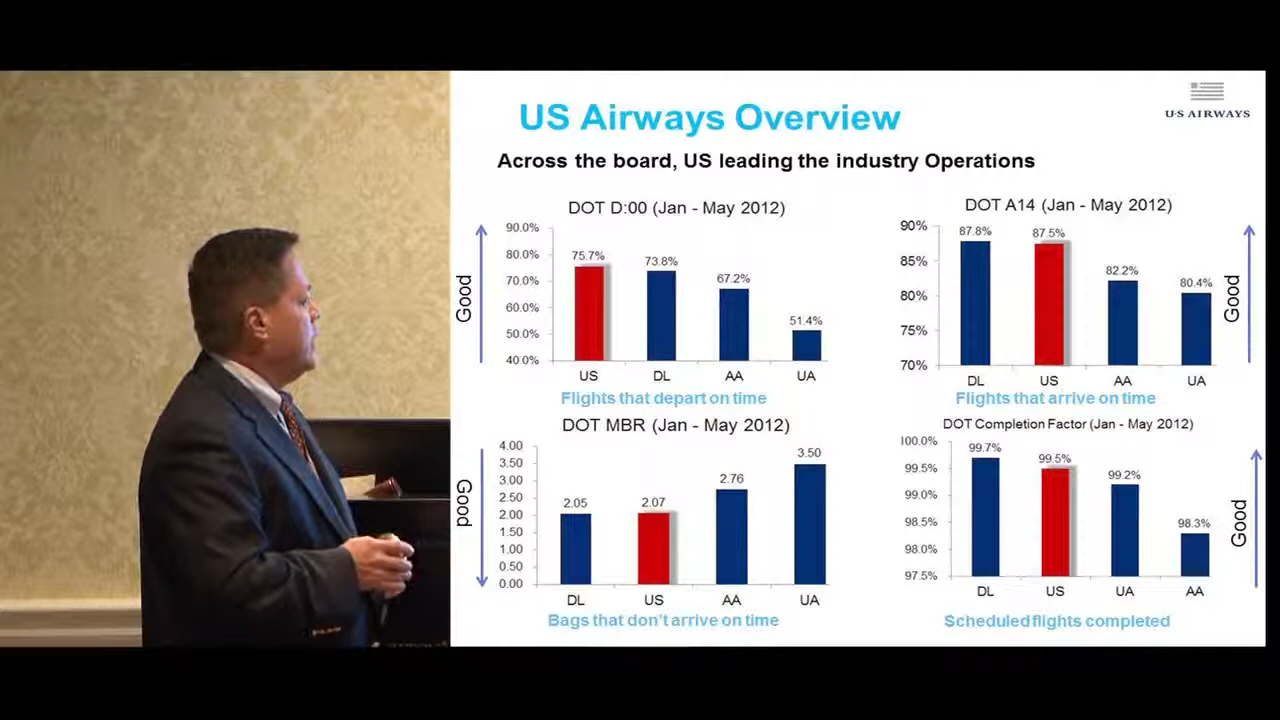 US Airways Overview
U·S AIRWAYS
Across the board, US leading the industry Operations
DOT D:00 (Jan - May 2012)
Good
90.0%
80.0%
70.0%
60.0%
50.0%
40.0%
75.7%
73.8%
67.2%
51.4%
US DL AA UA
Flights that depart on time
DOT A14 (Jan - May 2012)
90%
85%
80%
75%
70%
87.8%
87.5%
82.2%
80.4%
Good
DL US AA UA
Flights that arrive on time
DOT MBR (Jan - May 2012)
Good
4.00
3.50
3.00
2.50
2.00
1.50
1.00
0.50
0.00
2.05
2.07
2.76
3.50
DL US AA UA
Bags that don't arrive on time
DOT Completion Factor (Jan - May 2012)
100.0%
99.5%
99.0%
98.5%
98.0%
97.5%
99.7%
99.5%
99.2%
98.3%
Good
DL US UA AA
Scheduled flights completed